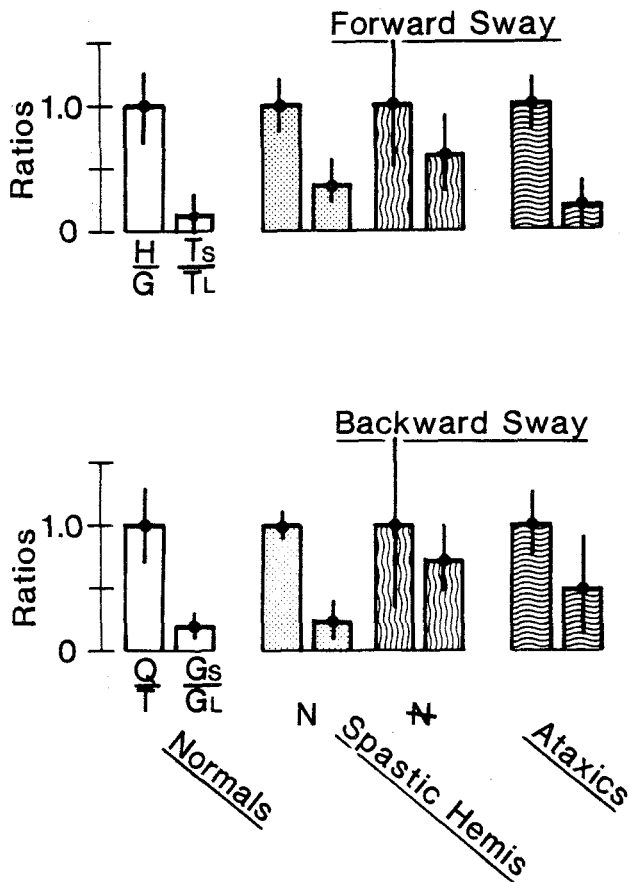 Forward Sway
Ratios
1.0
0
H/G Ts/TL
Backward Sway
Ratios
1.0
0
Q/T Gs/GL
N N̶
Normals
Spastic Hemis
Ataxics